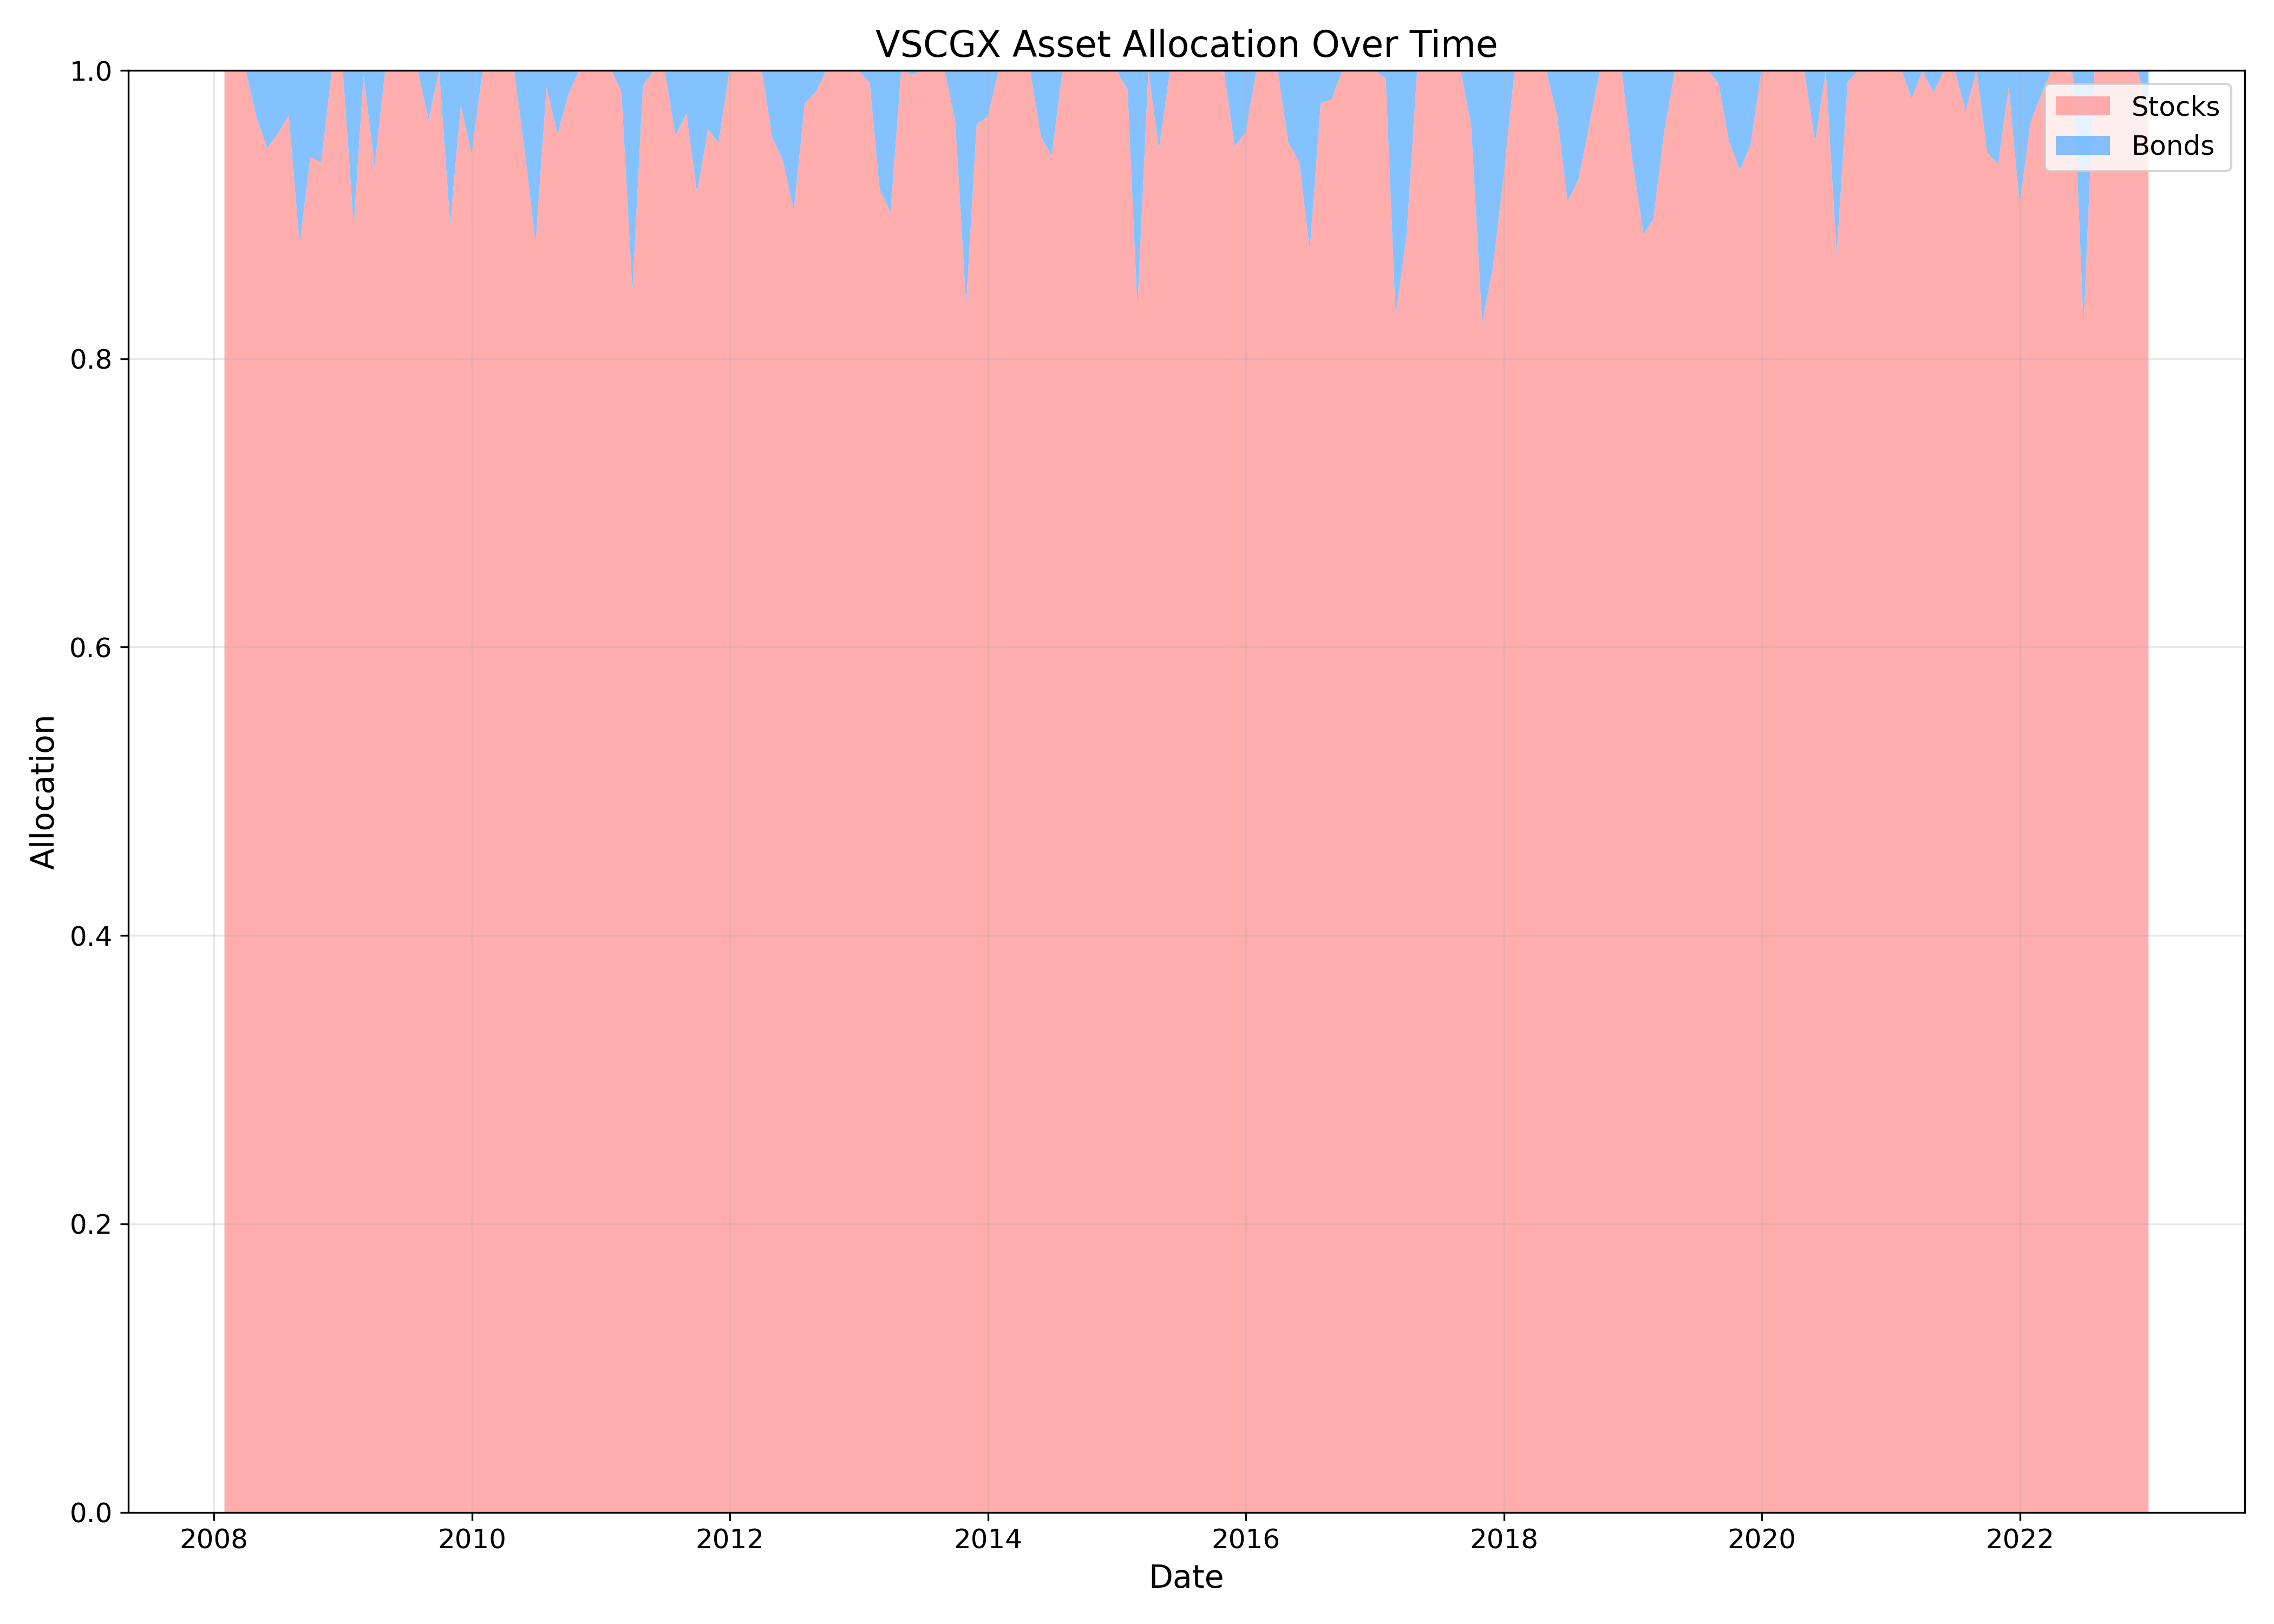 VSCGX Asset Allocation Over Time
1.0
0.8
0.6
0.4
0.2
0.0
Allocation
Stocks
Bonds
2008 2010 2012 2014 2016 2018 2020 2022
Date